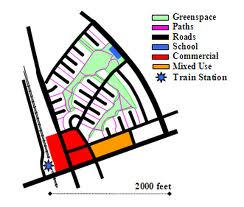 Greenspace
Paths
Roads
School
Commercial
Mixed Use
Train Station
2000 feet